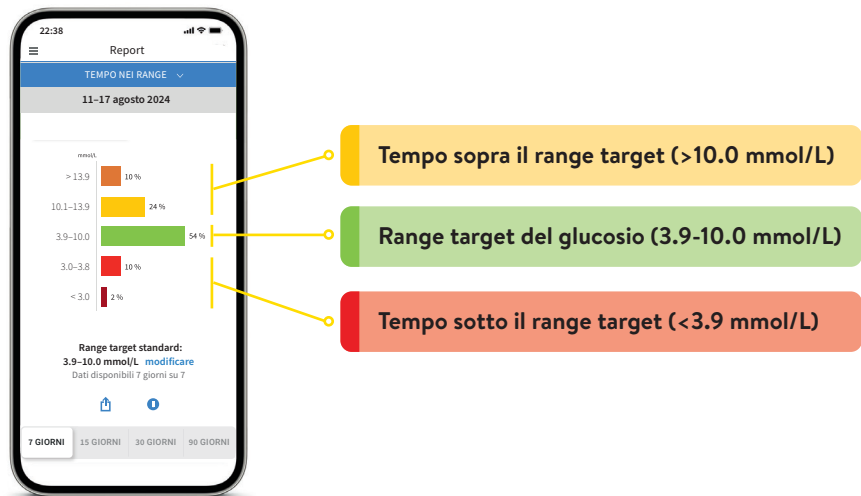 22:38
Report
TEMPO NEI RANGE
11–17 agosto 2024
mmol/L
> 13.9 10 %
10.1–13.9 24 %
3.9–10.0 54 %
3.0–3.8 10 %
< 3.0 2 %
Range target standard:
3.9–10.0 mmol/L modificare
Dati disponibili 7 giorni su 7
7 GIORNI 15 GIORNI 30 GIORNI 90 GIORNI
Tempo sopra il range target (>10.0 mmol/L)
Range target del glucosio (3.9-10.0 mmol/L)
Tempo sotto il range target (<3.9 mmol/L)